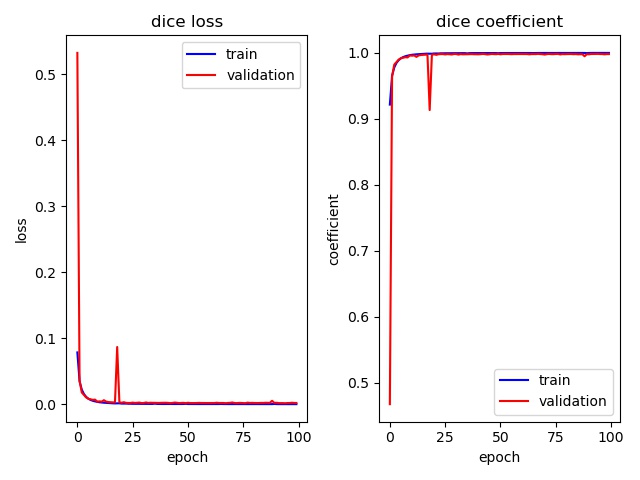 dice loss
train
validation
0.5
0.4
0.3
0.2
0.1
0.0
loss
0 25 50 75 100
epoch
dice coefficient
1.0
0.9
0.8
0.7
0.6
0.5
coefficient
train
validation
0 25 50 75 100
epoch